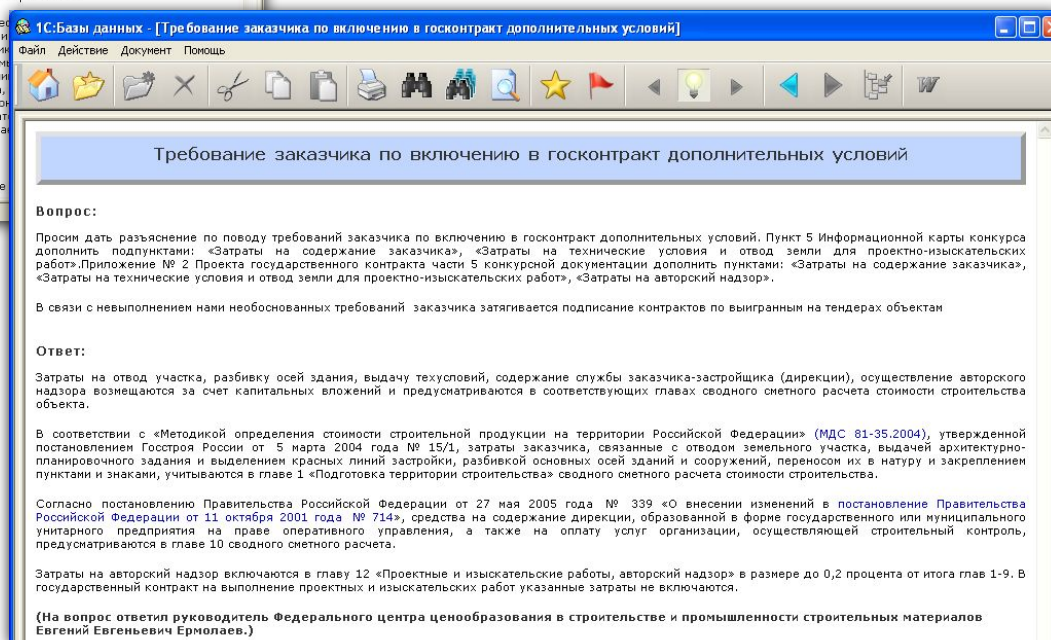 1С:Базы данных - [Требование заказчика по включению в госконтракт дополнительных условий]
Файл Действие Документ Помощь
W
Требование заказчика по включению в госконтракт дополнительных условий
Вопрос:
Просим дать разъяснение по поводу требований заказчика по включению в госконтракт дополнительных условий. Пункт 5 Информационной карты конкурса
дополнить подпунктами: «Затраты на содержание заказчика», «Затраты на технические условия и отвод земли для проектно-изыскательских
работ».Приложение № 2 Проекта государственного контракта части 5 конкурсной документации дополнить пунктами: «Затраты на содержание заказчика»,
«Затраты на технические условия и отвод земли для проектно-изыскательских работ», «Затраты на авторский надзор».
В связи с невыполнением нами необоснованных требований заказчика затягивается подписание контрактов по выигранным на тендерах объектам
Ответ:
Затраты на отвод участка, разбивку осей здания, выдачу техусловий, содержание службы заказчика-застройщика (дирекции), осуществление авторского
надзора возмещаются за счет капитальных вложений и предусматриваются в соответствующих главах сводного сметного расчета стоимости строительства
объекта.
В соответствии с «Методикой определения стоимости строительной продукции на территории Российской Федерации» (МДС 81-35.2004), утвержденной
постановлением Госстроя России от 5 марта 2004 года № 15/1, затраты заказчика, связанные с отводом земельного участка, выдачей архитектурно-
планировочного задания и выделением красных линий застройки, разбивкой основных осей зданий и сооружений, переносом их в натуру и закреплением
пунктами и знаками, учитываются в главе 1 «Подготовка территории строительства» сводного сметного расчета стоимости строительства.
Согласно постановлению Правительства Российской Федерации от 27 мая 2005 года № 339 «О внесении изменений в постановление Правительства
Российской Федерации от 11 октября 2001 года № 714», средства на содержание дирекции, образованной в форме государственного или муниципального
унитарного предприятия на праве оперативного управления, а также на оплату услуг организации, осуществляющей строительный контроль,
предусматриваются в главе 10 сводного сметного расчета.
Затраты на авторский надзор включаются в главу 12 «Проектные и изыскательские работы, авторский надзор» в размере до 0,2 процента от итога глав 1-9. В
государственный контракт на выполнение проектных и изыскательских работ указанные затраты не включаются.
(На вопрос ответил руководитель Федерального центра ценообразования в строительстве и промышленности строительных материалов
Евгений Евгеньевич Ермолаев.)